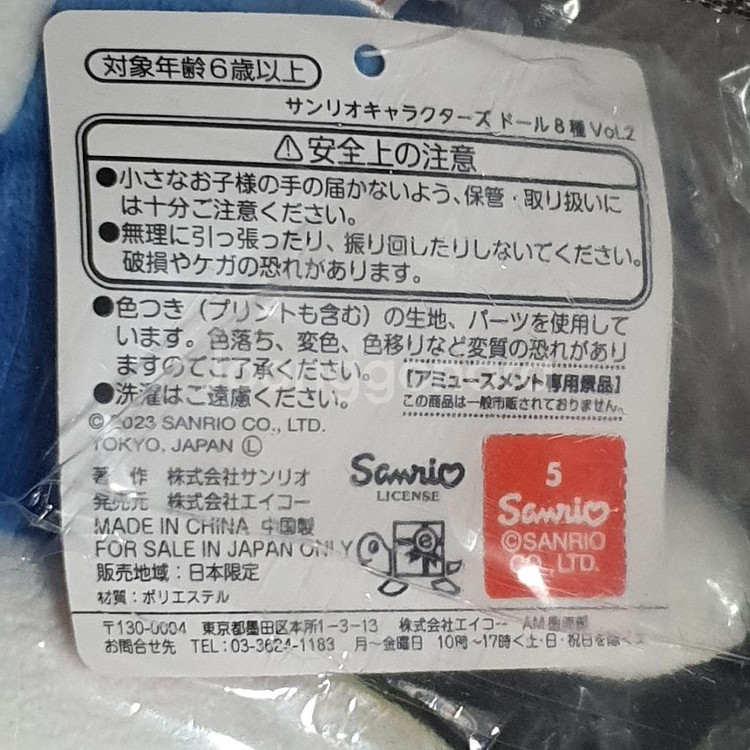 対象年齢6歳以上
サンリオキャラクターズ ドール8種 Vol.2
⚠安全上の注意
●小さなお子様の手の届かないよう、保管・取り扱いに
は十分ご注意ください。
●無理に引っ張ったり、振り回したりしないでください。
破損やケガの恐れがあります。
●色つき(プリントも含む)の生地、パーツを使用して
います。色落ち、変色、色移りなど変質の恐れがあり
ますのでご了承ください。
●洗濯はご遠慮ください。
【アミューズメント専用景品】
この商品は一般市販されておりません。
© 2023 SANRIO CO., LTD.
TOKYO, JAPAN Ⓛ
著 作 株式会社サンリオ
発売元 株式会社エイコー
MADE IN CHINA 中国製
FOR SALE IN JAPAN ONLY
販売地域:日本限定
材質:ポリエステル
Sanrio
LICENSE
5
Sanrio
©SANRIO
CO., LTD.
〒130-0004 東京都墨田区本所1-3-13 株式会社エイコー AM
お問合せ先 TEL:03-3624-1183 月~金曜日 10時~17時<土・日・祝日を除く